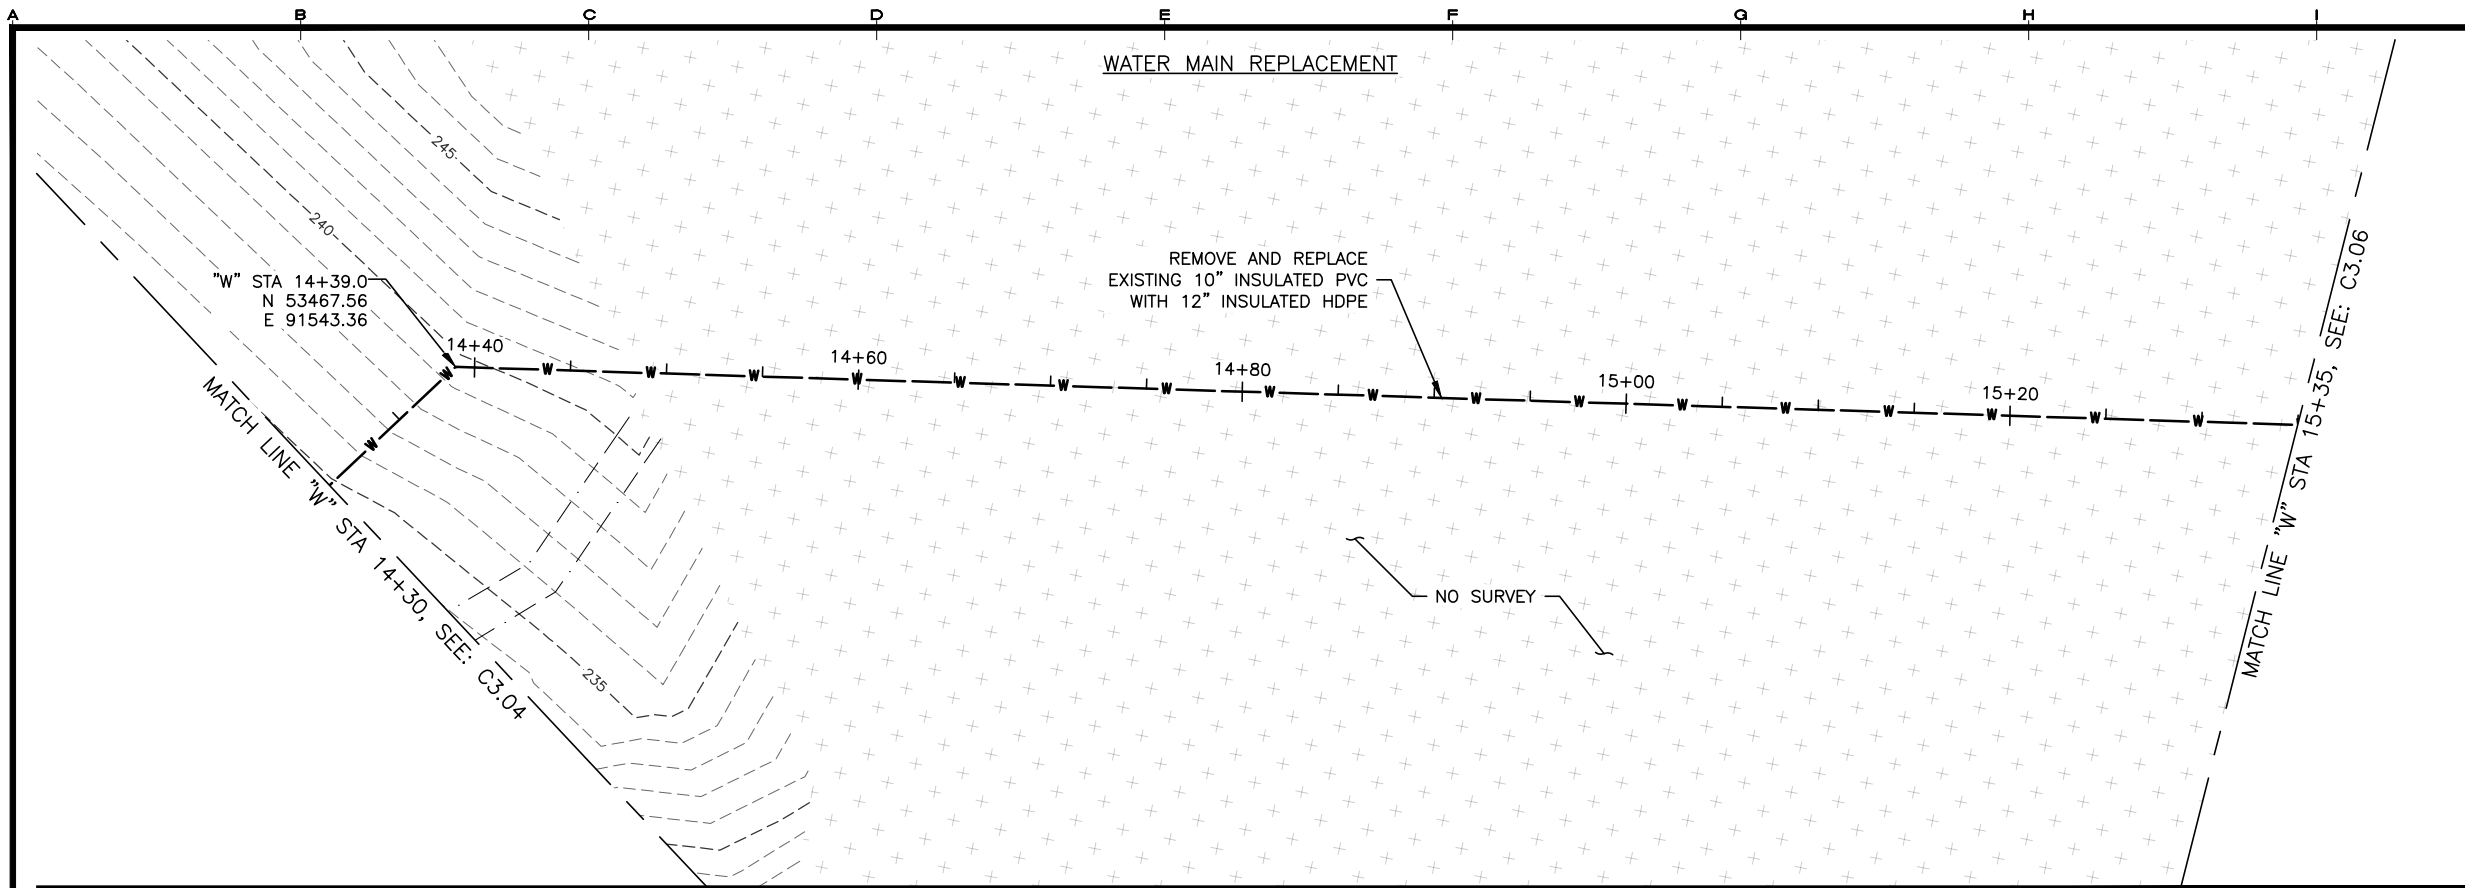 A B C D E F G H I
WATER MAIN REPLACEMENT
245
240
"W" STA 14+39.0
N 53467.56
E 91543.36
REMOVE AND REPLACE
EXISTING 10" INSULATED PVC
WITH 12" INSULATED HDPE
14+40
14+60
14+80
15+00
15+20
W W W W W W W W W W W W W W W W W W W
MATCH LINE "W" STA 14+30, SEE: C3.04
MATCH LINE "W" STA 15+35, SEE: C3.06
NO SURVEY
235